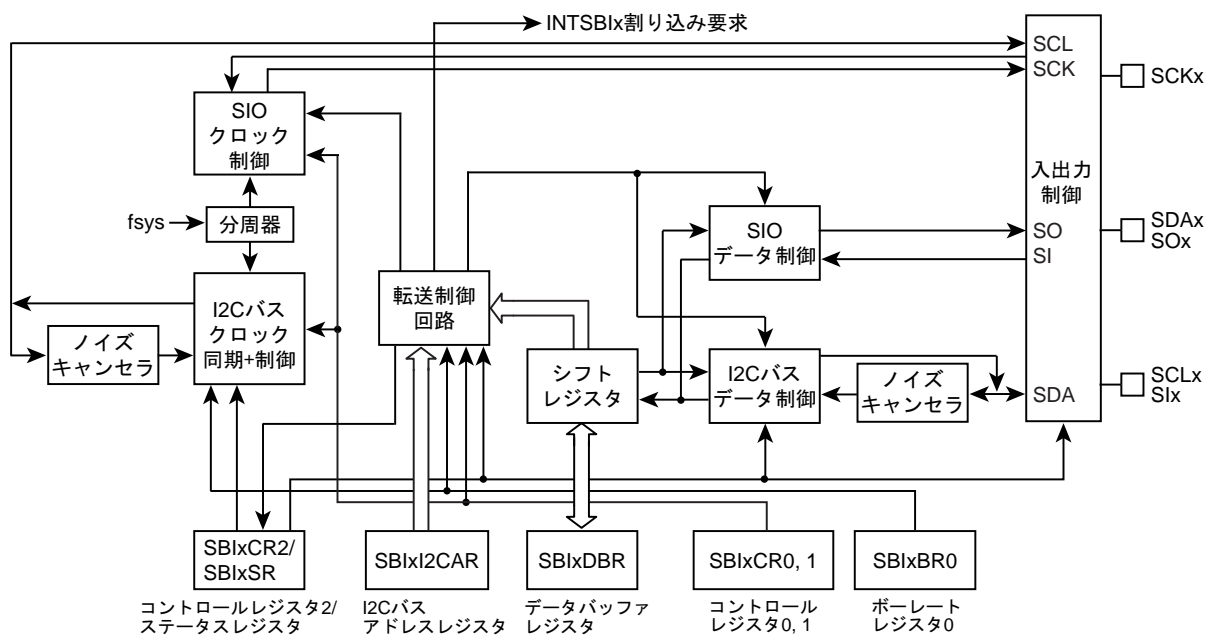 INTSBIx割り込み要求
SCL
SCK
SCKx
SIO
クロック
制御
入出力
制御
fsys
分周器
SIO
データ制御
SO
SI
SDAx
SOx
I2Cバス
クロック
同期+制御
転送制御
回路
ノイズ
キャンセラ
シフト
レジスタ
I2Cバス
データ制御
ノイズ
キャンセラ
SDA
SCLx
SIx
SBIxCR2/
SBIxSR
SBIxI2CAR
SBIxDBR
SBIxCR0, 1
SBIxBR0
コントロールレジスタ2/
ステータスレジスタ
I2Cバス
アドレスレジスタ
データバッファ
レジスタ
コントロール
レジスタ0, 1
ボーレート
レジスタ0